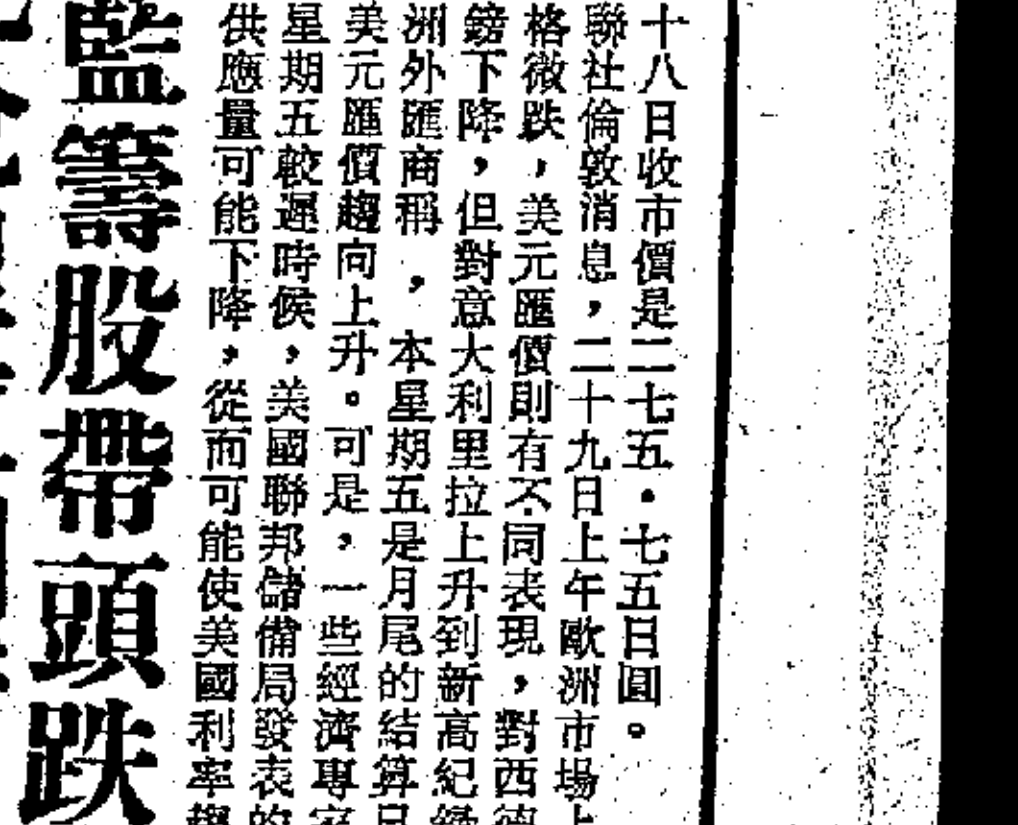 十八日收市價是二七五．七五日圓。
聯社倫敦消息，二十九日上午歐洲市場上
格微跌，美元匯價則有不同表現，對西德
鎊下降，但對意大利里拉上升到新高紀
洲外匯商稱，本星期五是月尾的結算日
美元匯價趨向上升。可是，一些經濟專家
星期五較遲時候，美國聯邦儲備局發表的
供應量可能下降，從而可能使美國利率
藍籌股帶頭跌